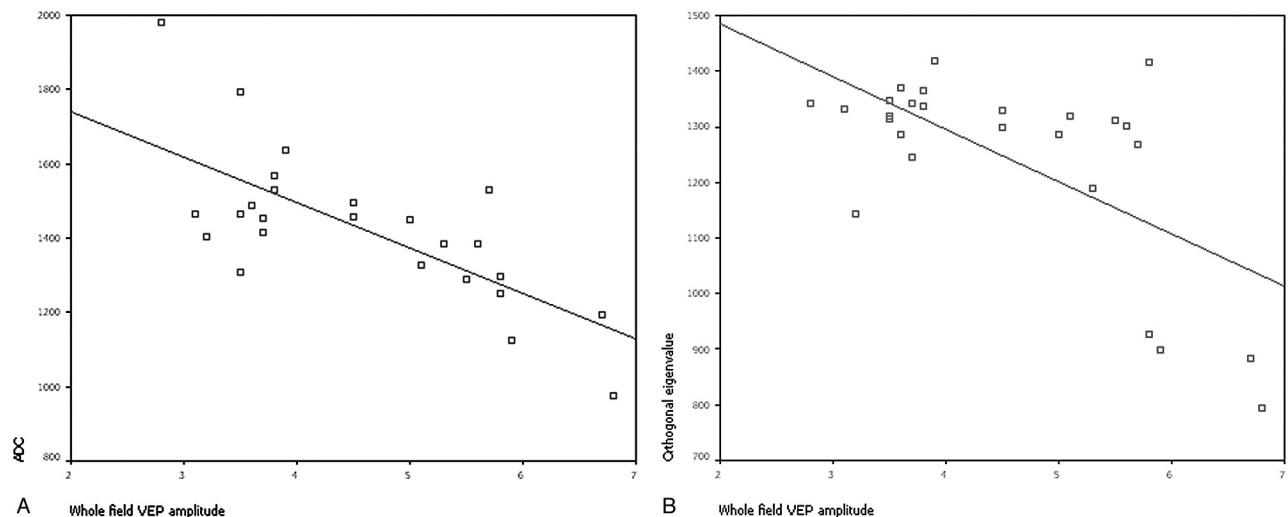 2000
1800
1600
1400
1200
1000
800
ADC
2 3 4 5 6 7
A Whole field VEP amplitude
1500
1400
1300
1200
1100
1000
900
800
700
Orthogonal eigenvalue
2 3 4 5 6 7
B Whole field VEP amplitude